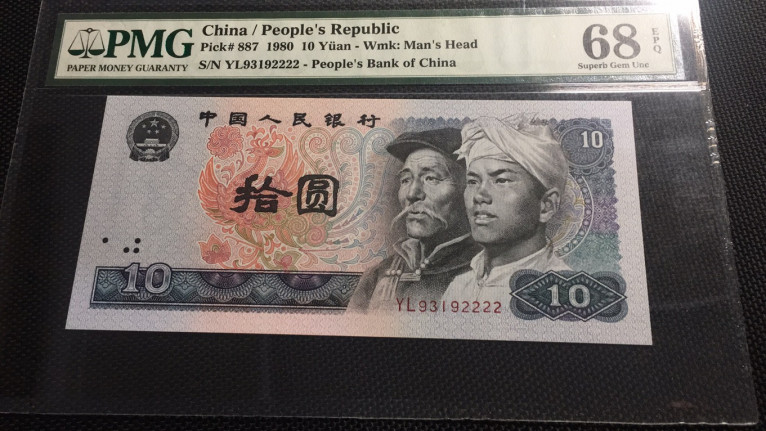 PMG
PAPER MONEY GUARANTY
China / People's Republic
Pick# 887 1980 10 Yüan - Wmk: Man's Head
S/N YL93192222 - People's Bank of China
68 EPQ
Superb Gem Unc
中国人民银行
10
拾圆
10
YL93192222
10